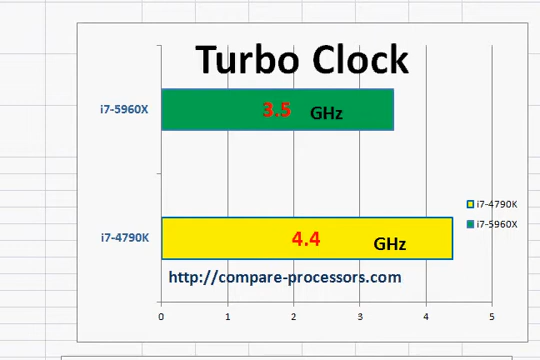 Turbo Clock
i7-5960X
3.5 GHz
i7-4790K
i7-5960X
i7-4790K
4.4 GHz
http://compare-processors.com
0 1 2 3 4 5